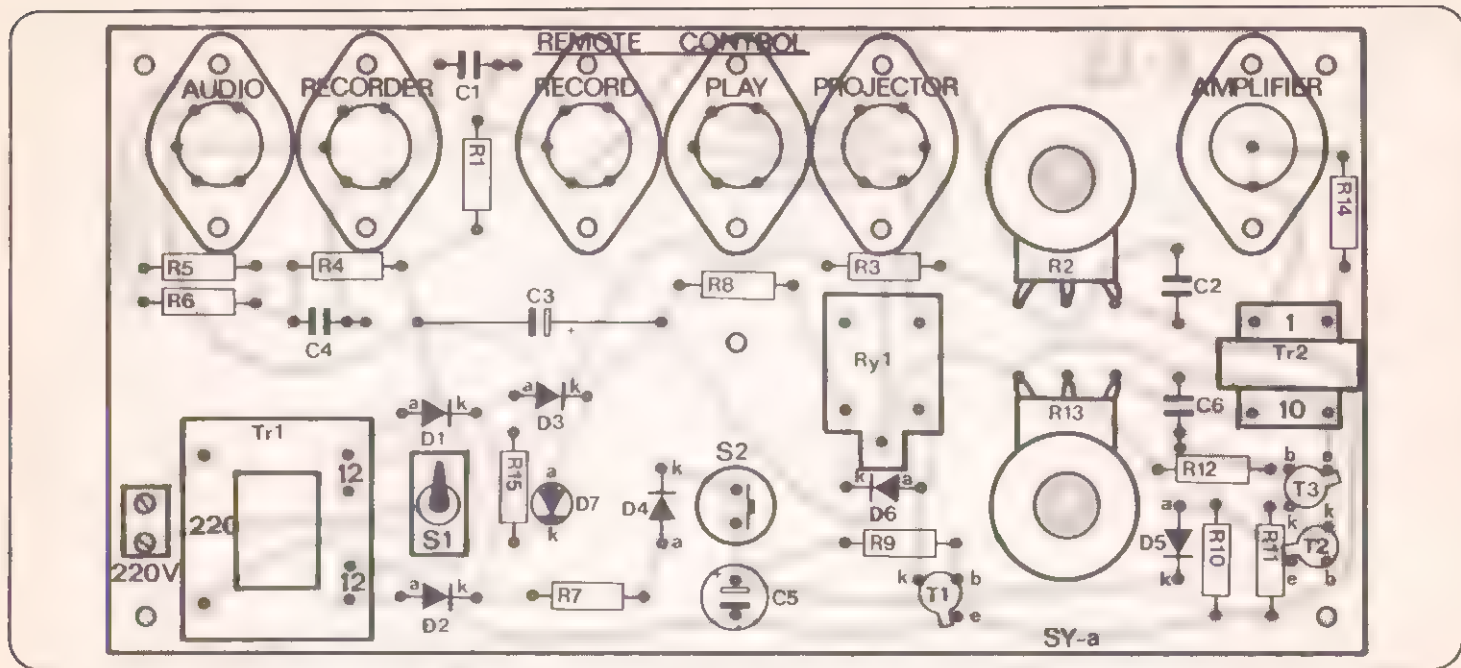 REMOTE CONTROL
AUDIO RECORDER C1 RECORD PLAY PROJECTOR AMPLIFIER
R1
R14
R5 R4 R8 R3 R2 C2
R6
C4
C3
+
Ry1
1
Tr2
10
a k
D3
a k
D1
R13
C6
Tr1
12
220
12
220V
S1
R15
a
D7
k
k
D4
a
S2
k a
D6
R12
b e
T3
k
a
D5
k
R10
R11
k
T2
e b
R9
a k
D2
R7
+
C5
k b
T1
e
SY-a